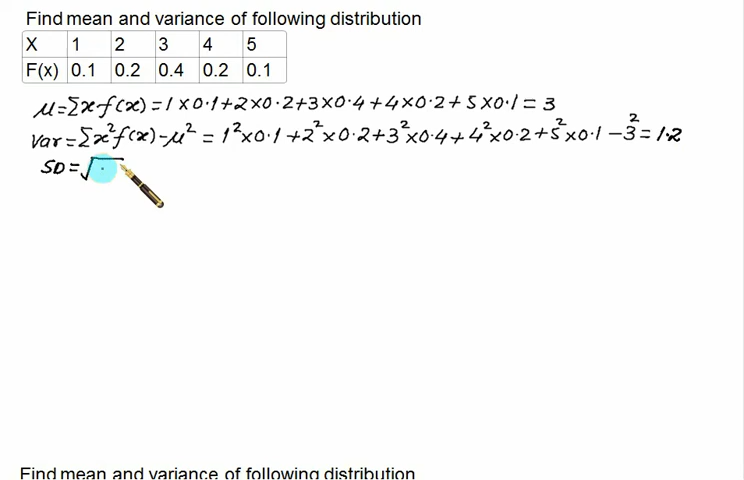 Find mean and variance of following distribution
X 1 2 3 4 5
F(x) 0.1 0.2 0.4 0.2 0.1
μ=Σxf(x)=1×0.1+2×0.2+3×0.4+4×0.2+5×0.1=3
Var=Σx²f(x)-μ²=1²×0.1+2²×0.2+3²×0.4+4²×0.2+5²×0.1-3²=1.2
SD=√
Find mean and variance of following distribution